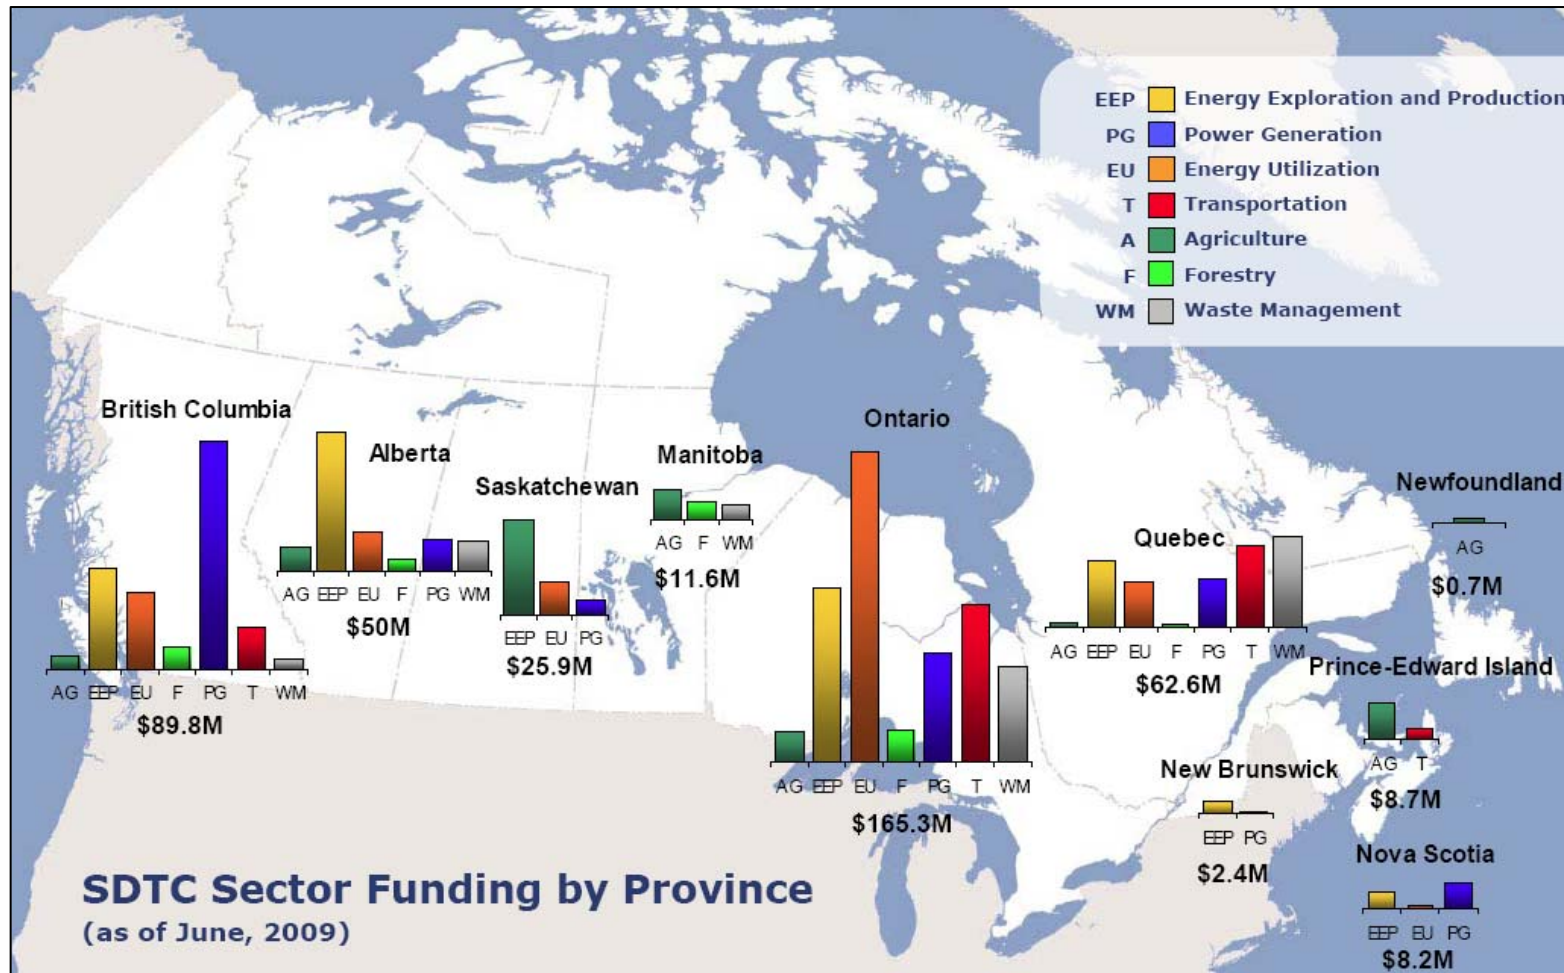 EEP Energy Exploration and Production
PG Power Generation
EU Energy Utilization
T Transportation
A Agriculture
F Forestry
WM Waste Management
British Columbia
AG EEP EU F PG T WM
$89.8M
Alberta
AG EEP EU F PG WM
$50M
Saskatchewan
EEP EU PG
$25.9M
Manitoba
AG F WM
$11.6M
Ontario
AG EEP EU F PG T WM
$165.3M
Quebec
AG EEP EU F PG T WM
$62.6M
Newfoundland
AG
$0.7M
Prince-Edward Island
AG T
$8.7M
New Brunswick
EEP PG
$2.4M
Nova Scotia
EEP EU PG
$8.2M
SDTC Sector Funding by Province
(as of June, 2009)